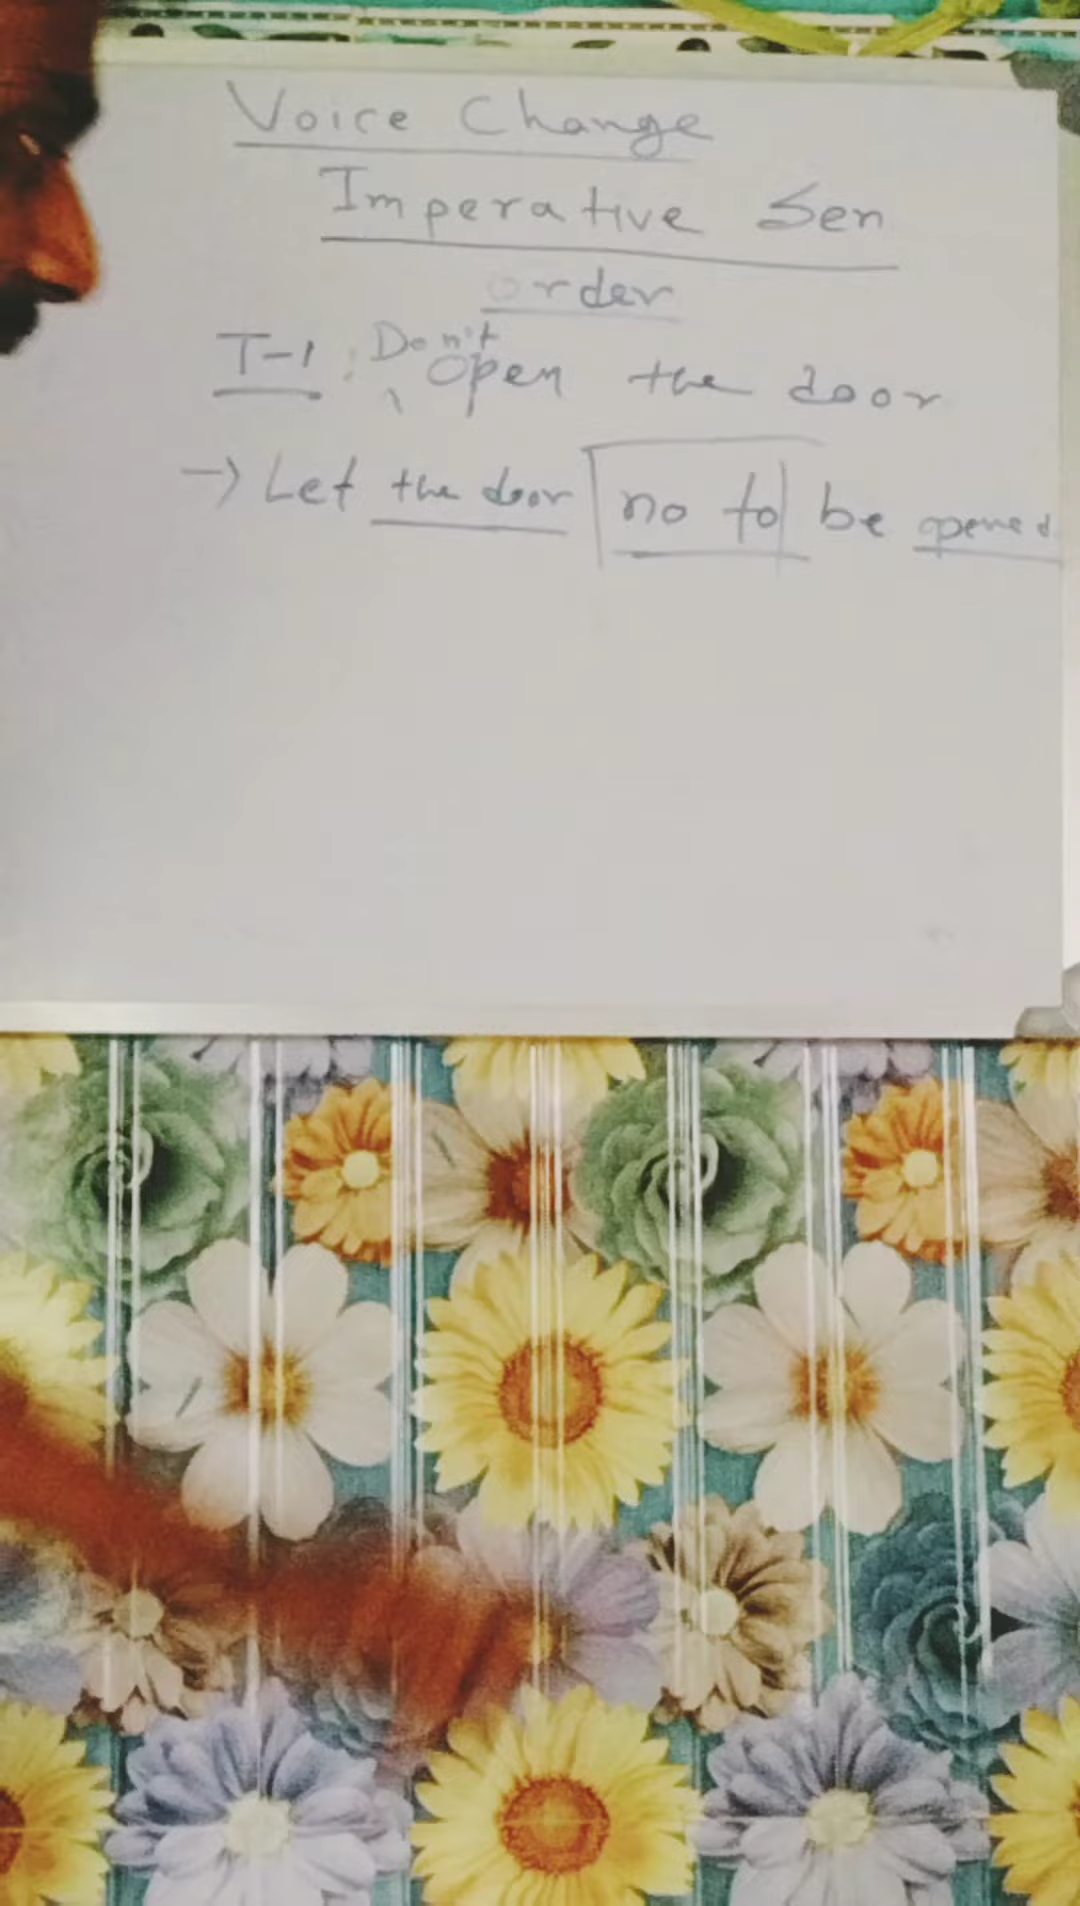 Voice Change
Imperative Sen
order
T-1 : Don't open the door
→ Let the door no to be opened